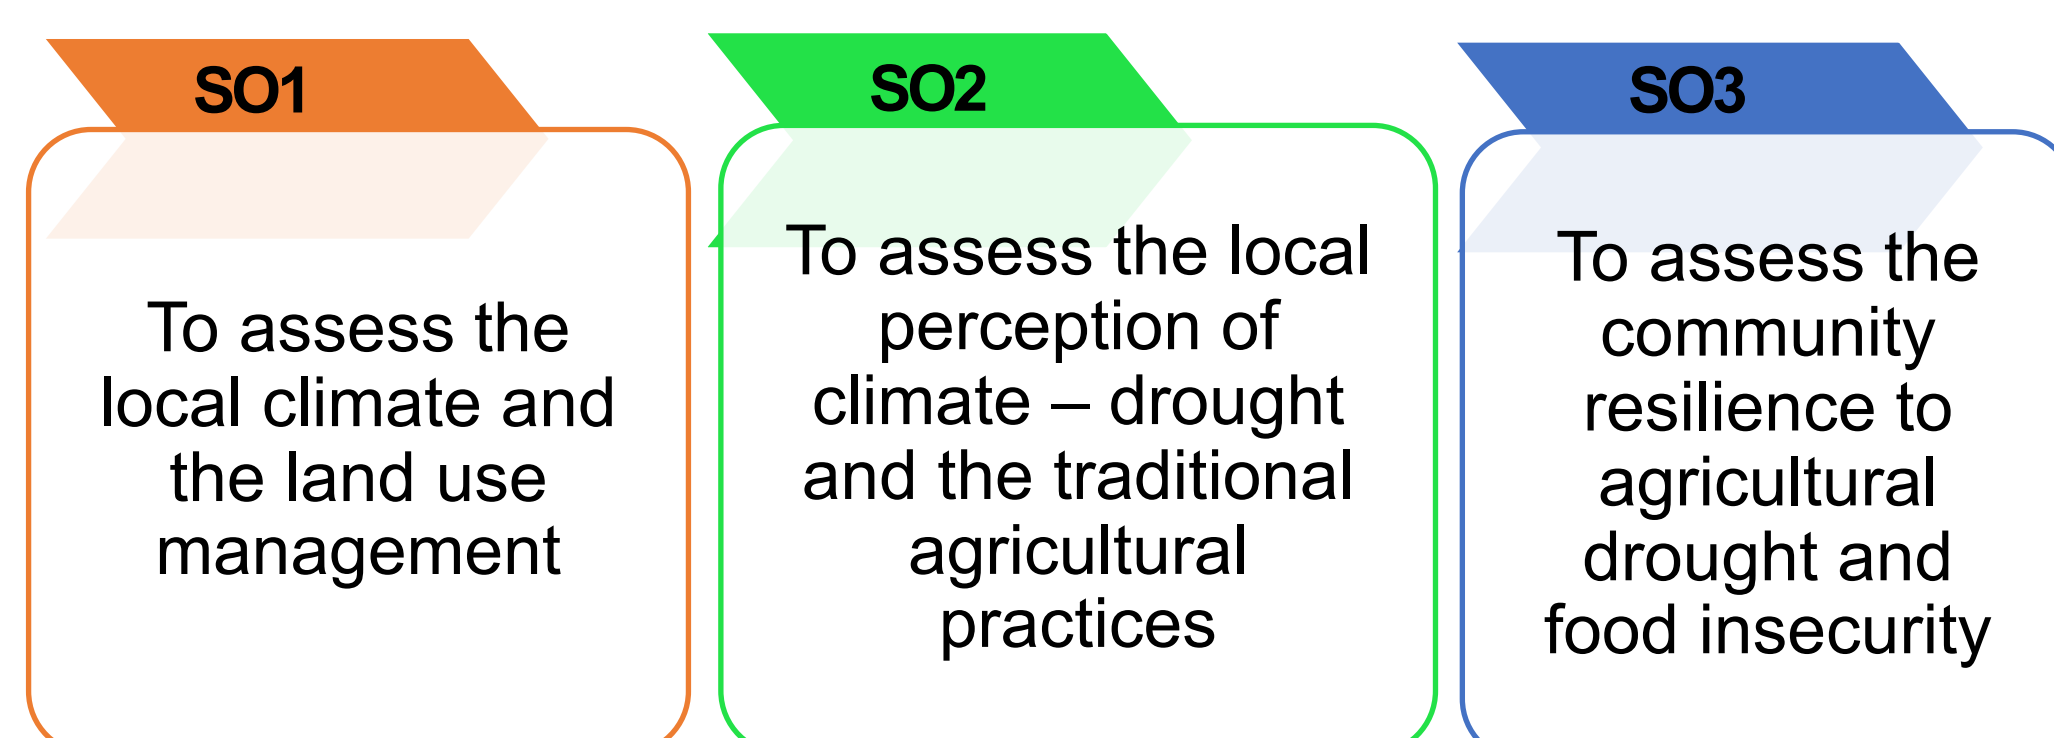 SO1
To assess the
local climate and
the land use
management
SO2
To assess the local
perception of
climate – drought
and the traditional
agricultural
practices
SO3
To assess the
community
resilience to
agricultural
drought and
food insecurity